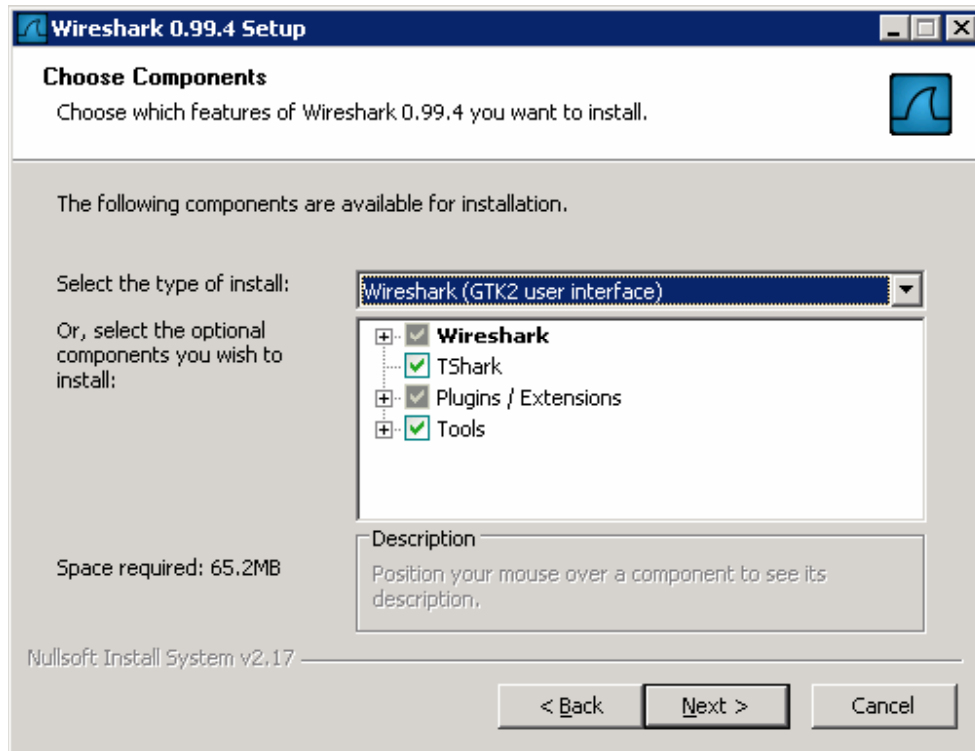 Wireshark 0.99.4 Setup
Choose Components
Choose which features of Wireshark 0.99.4 you want to install.
The following components are available for installation.
Select the type of install:
Wireshark (GTK2 user interface)
Or, select the optional
components you wish to
install:
Wireshark
TShark
Plugins / Extensions
Tools
Space required: 65.2MB
Description
Position your mouse over a component to see its
description.
Nullsoft Install System v2.17
< Back
Next >
Cancel